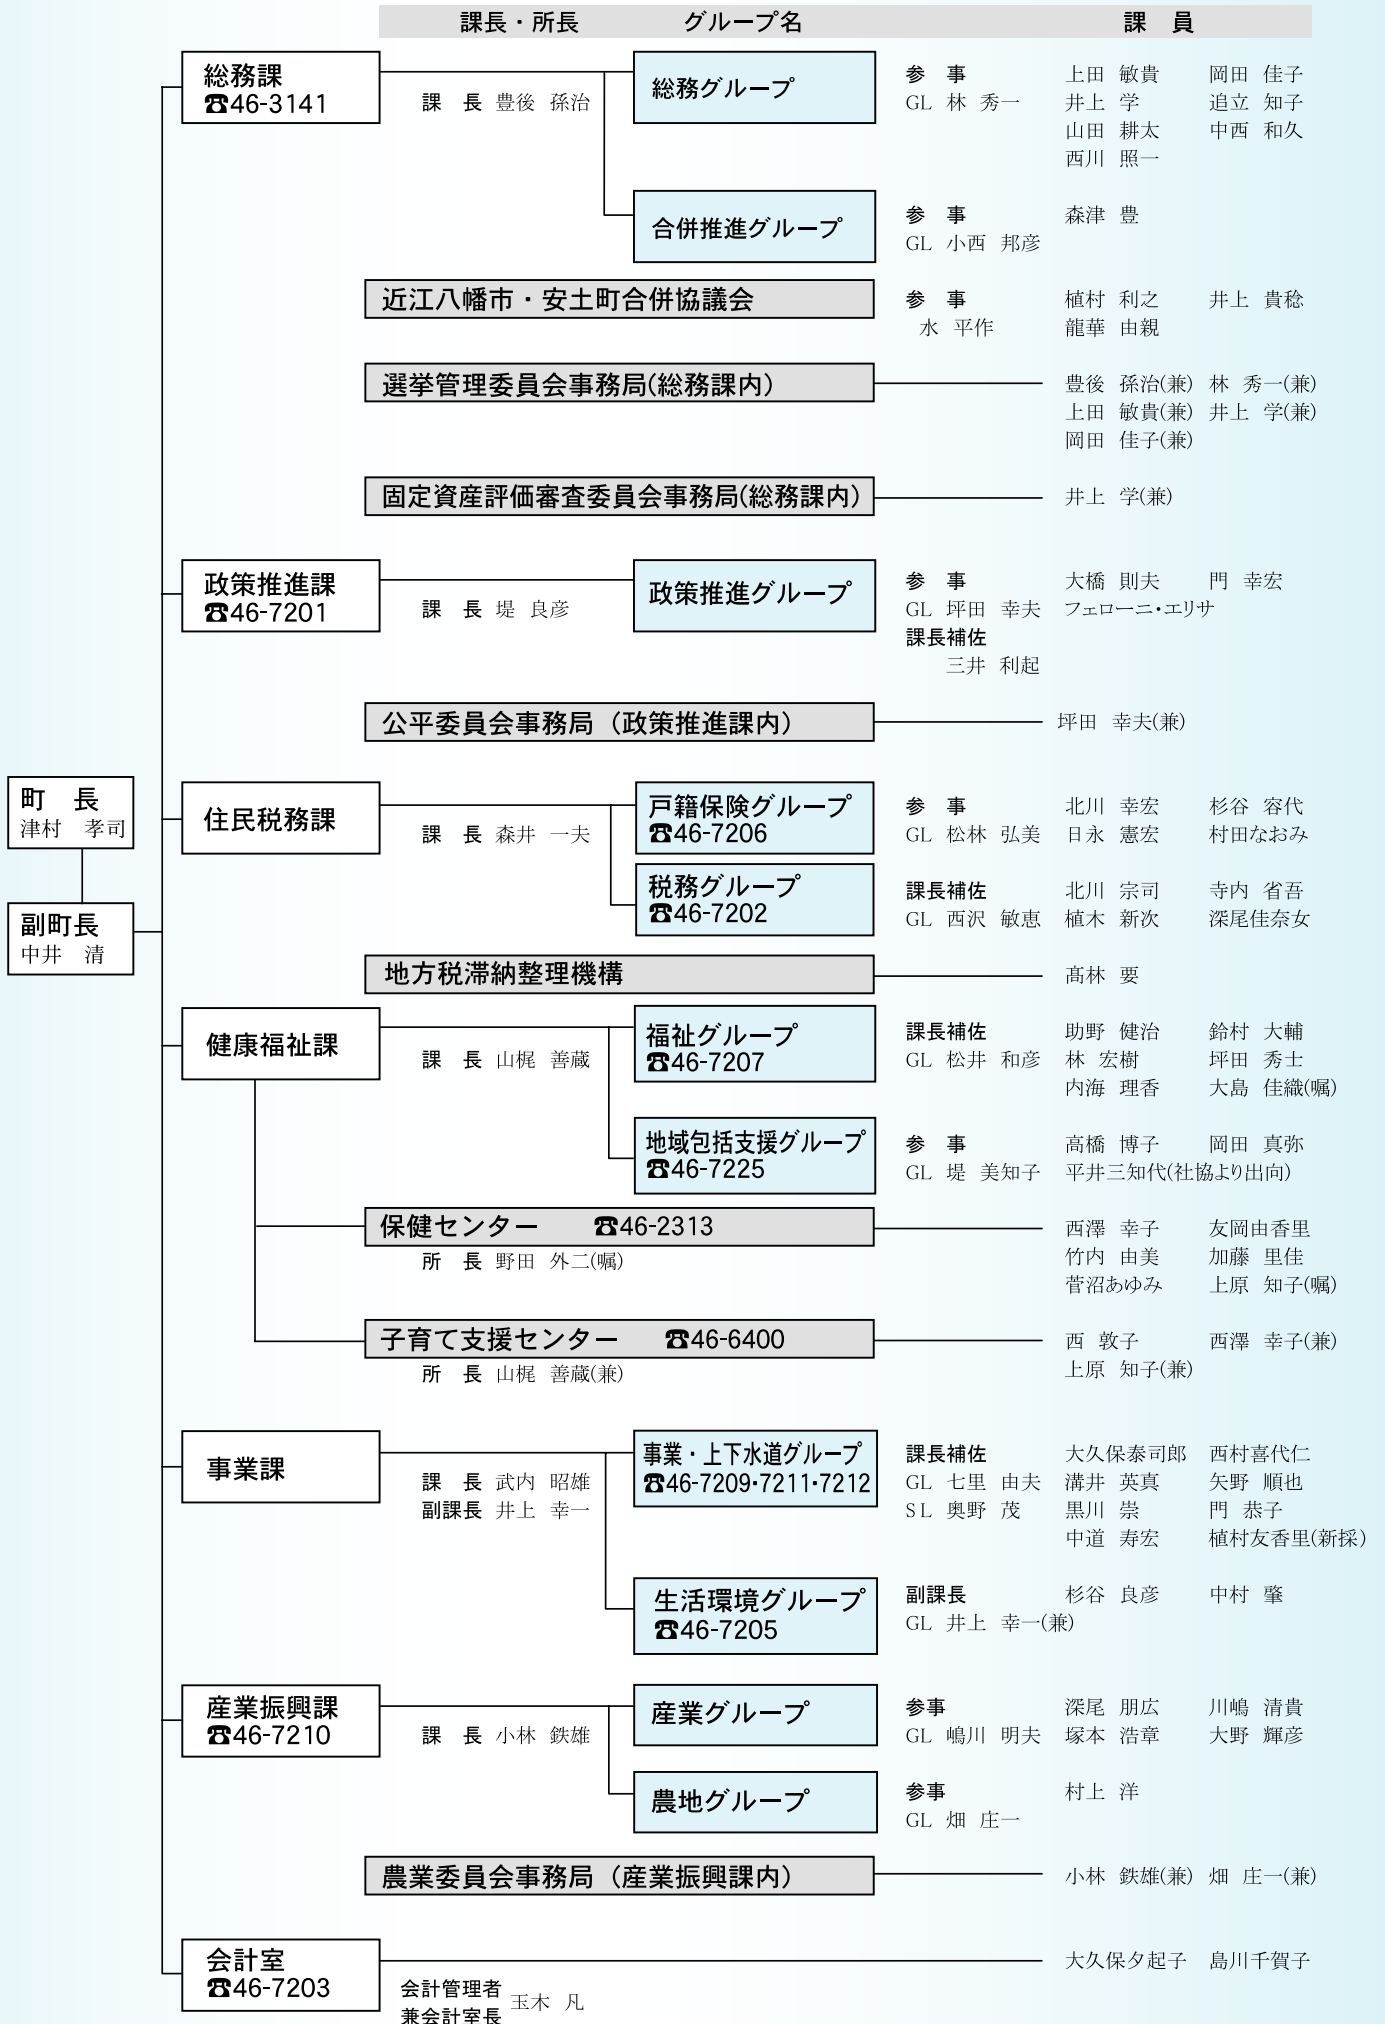 課長・所長 グループ名 課　員
総務課
☎46-3141
課　長 豊後 孫治
総務グループ
参　事 上田 敏貴 岡田 佳子
GL 林 秀一 井上 学 追立 知子
山田 耕太 中西 和久
西川 照一
合併推進グループ
参　事 森津 豊
GL 小西 邦彦
近江八幡市・安土町合併協議会
参　事 植村 利之 井上 貴稔
水 平作 龍華 由親
選挙管理委員会事務局(総務課内)
豊後 孫治(兼) 林 秀一(兼)
上田 敏貴(兼) 井上 学(兼)
岡田 佳子(兼)
固定資産評価審査委員会事務局(総務課内)
井上 学(兼)
政策推進課
☎46-7201
課　長 堤 良彦
政策推進グループ
参　事 大橋 則夫 門 幸宏
GL 坪田 幸夫 フェローニ・エリサ
課長補佐
三井 利起
公平委員会事務局（政策推進課内）
坪田 幸夫(兼)
町　長
津村　孝司
副町長
中井　清
住民税務課
課　長 森井 一夫
戸籍保険グループ
☎46-7206
参　事 北川 幸宏 杉谷 容代
GL 松林 弘美 日永 憲宏 村田なおみ
税務グループ
☎46-7202
課長補佐 北川 宗司 寺内 省吾
GL 西沢 敏恵 植木 新次 深尾佳奈女
地方税滞納整理機構
髙林 要
健康福祉課
課　長 山梶 善蔵
福祉グループ
☎46-7207
課長補佐 助野 健治 鈴村 大輔
GL 松井 和彦 林 宏樹 坪田 秀士
内海 理香 大島 佳織(嘱)
地域包括支援グループ
☎46-7225
参　事 高橋 博子 岡田 真弥
GL 堤 美知子 平井三知代(社協より出向)
保健センター ☎46-2313
所　長 野田 外二(嘱)
西澤 幸子 友岡由香里
竹内 由美 加藤 里佳
菅沼あゆみ 上原 知子(嘱)
子育て支援センター ☎46-6400
所　長 山梶 善蔵(兼)
西 敦子 西澤 幸子(兼)
上原 知子(兼)
事業課
課　長 武内 昭雄
副課長 井上 幸一
事業・上下水道グループ
☎46-7209・7211・7212
課長補佐 大久保泰司郎 西村喜代仁
GL 七里 由夫 溝井 英真 矢野 順也
SL 奥野 茂 黒川 崇 門 恭子
中道 寿宏 植村友香里(新採)
生活環境グループ
☎46-7205
副課長 杉谷 良彦 中村 肇
GL 井上 幸一(兼)
産業振興課
☎46-7210
課　長 小林 鉄雄
産業グループ
参事 深尾 朋広 川嶋 清貴
GL 嶋川 明夫 塚本 浩章 大野 輝彦
農地グループ
参事 村上 洋
GL 畑 庄一
農業委員会事務局（産業振興課内）
小林 鉄雄(兼) 畑 庄一(兼)
会計室
☎46-7203
会計管理者
兼会計室長 玉木 凡
大久保夕起子 島川千賀子